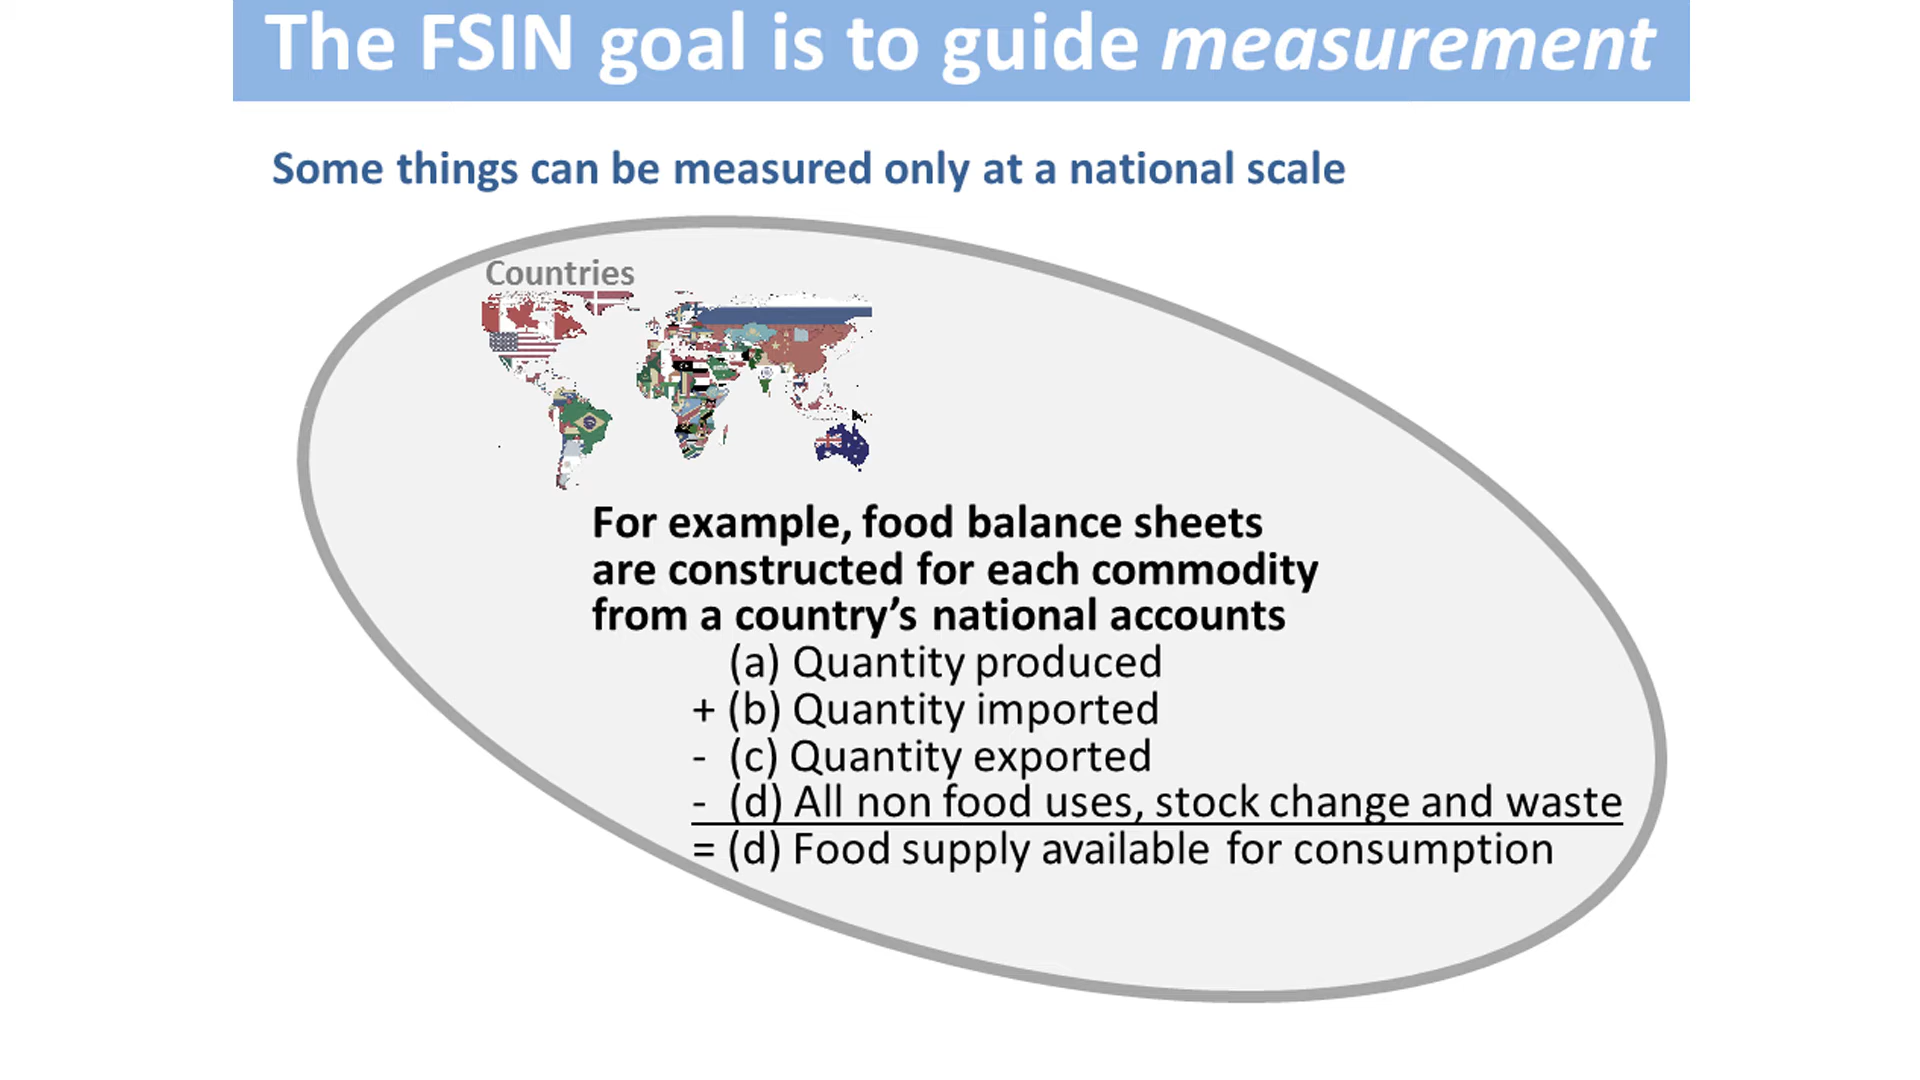 The FSIN goal is to guide measurement
Some things can be measured only at a national scale
Countries
For example, food balance sheets
are constructed for each commodity
from a country’s national accounts
(a) Quantity produced
+ (b) Quantity imported
- (c) Quantity exported
- (d) All non food uses, stock change and waste
= (d) Food supply available for consumption